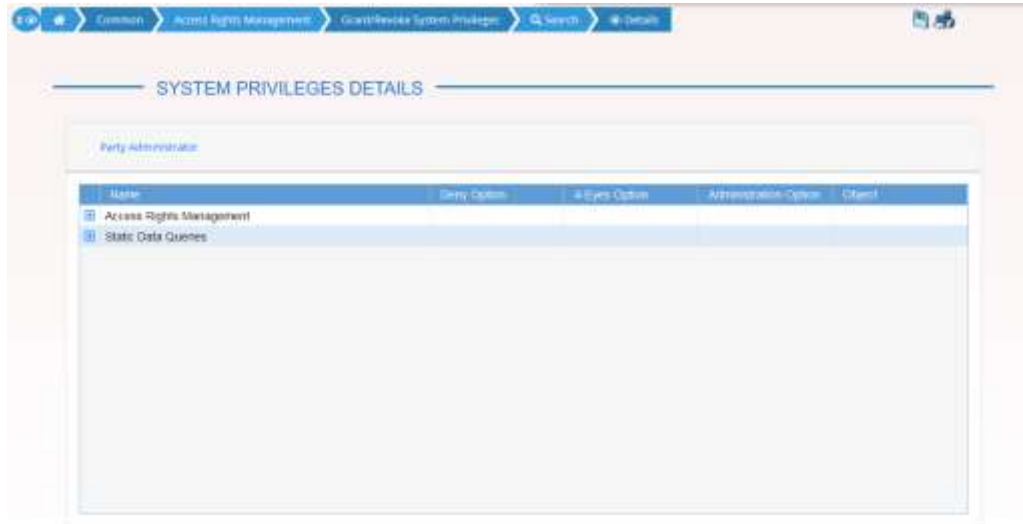 Common Access Rights Management Grant/Revoke System Privileges Search Details
SYSTEM PRIVILEGES DETAILS
Party Administrator
Name Deny Option 4-Eyes Option Administration Option Object
Access Rights Management
Static Data Queries